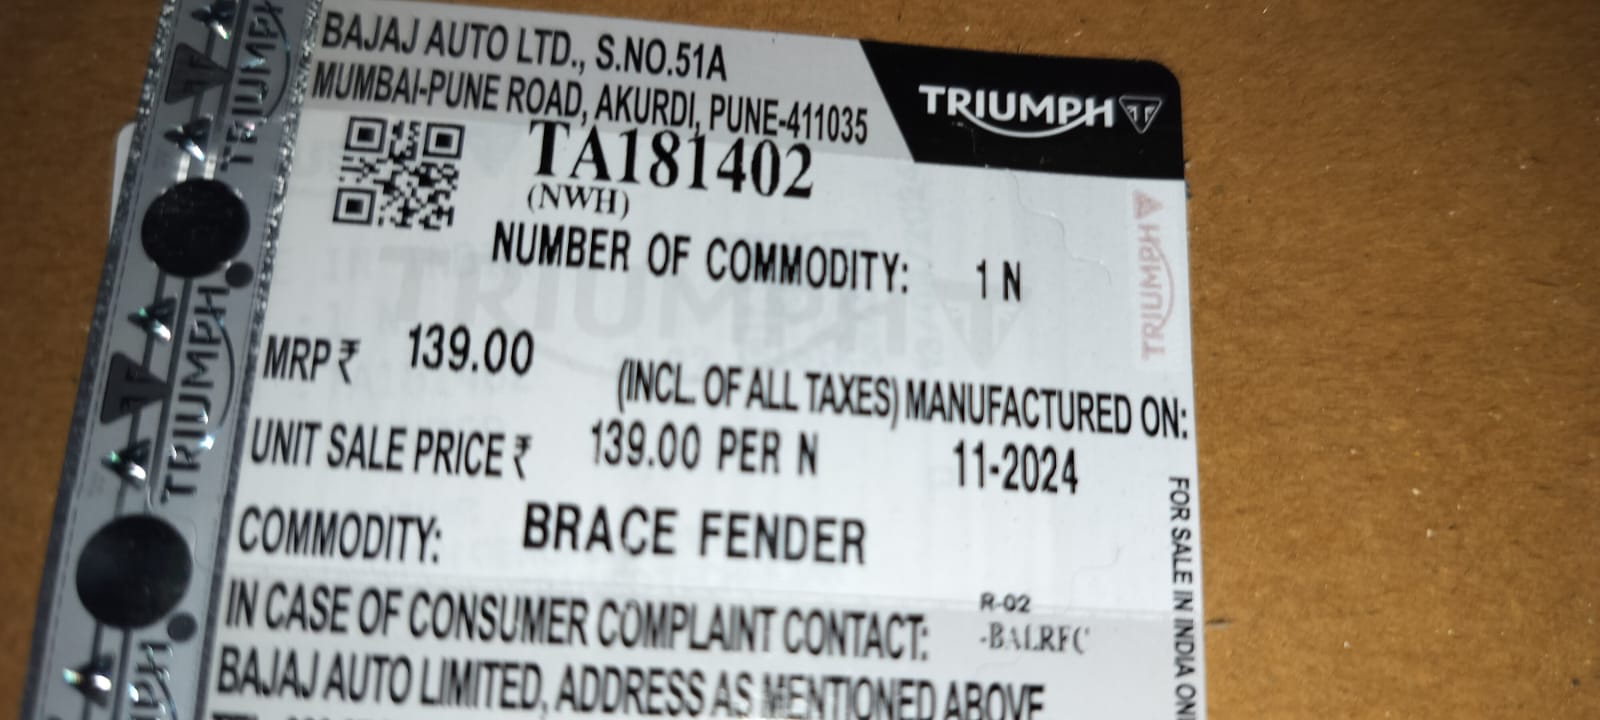 BAJAJ AUTO LTD., S.NO.51A
MUMBAI-PUNE ROAD, AKURDI, PUNE-411035
TRIUMPH
TA181402
(NWH)
NUMBER OF COMMODITY: 1 N
MRP ₹ 139.00
(INCL. OF ALL TAXES) MANUFACTURED ON:
UNIT SALE PRICE ₹ 139.00 PER N 11-2024
COMMODITY: BRACE FENDER
IN CASE OF CONSUMER COMPLAINT CONTACT:
R-02
-BALRFC
BAJAJ AUTO LIMITED, ADDRESS AS MENTIONED ABOVE
FOR SALE IN INDIA
TRIUMPH
TRIUMPH
TRIUMPH
TRIUMPH